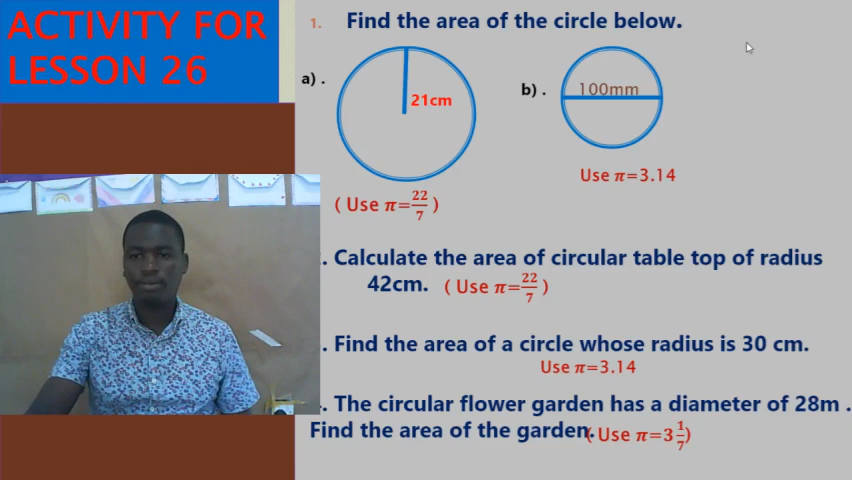 ACTIVITY FOR
LESSON 26
1. Find the area of the circle below.
a) .
21cm
b) .
100mm
Use π=3.14
( Use π=22/7 )
. Calculate the area of circular table top of radius
42cm. ( Use π=22/7 )
. Find the area of a circle whose radius is 30 cm.
Use π=3.14
. The circular flower garden has a diameter of 28m .
Find the area of the garden. ( Use π=3 1/7)